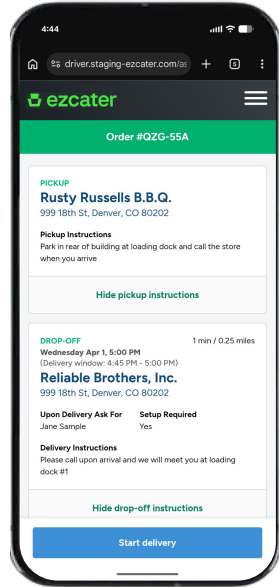 4:44
driver.staging-ezcater.com/as
5
ezcater
Order #QZG-55A
PICKUP
Rusty Russells B.B.Q.
999 18th St, Denver, CO 80202
Pickup Instructions
Park in rear of building at loading dock and call the store
when you arrive
Hide pickup instructions
DROP-OFF
1 min / 0.25 miles
Wednesday Apr 1, 5:00 PM
(Delivery window: 4:45 PM - 5:00 PM)
Reliable Brothers, Inc.
999 18th St, Denver, CO 80202
Upon Delivery Ask For Setup Required
Jane Sample Yes
Delivery Instructions
Please call upon arrival and we will meet you at loading
dock #1
Hide drop-off instructions
Start delivery